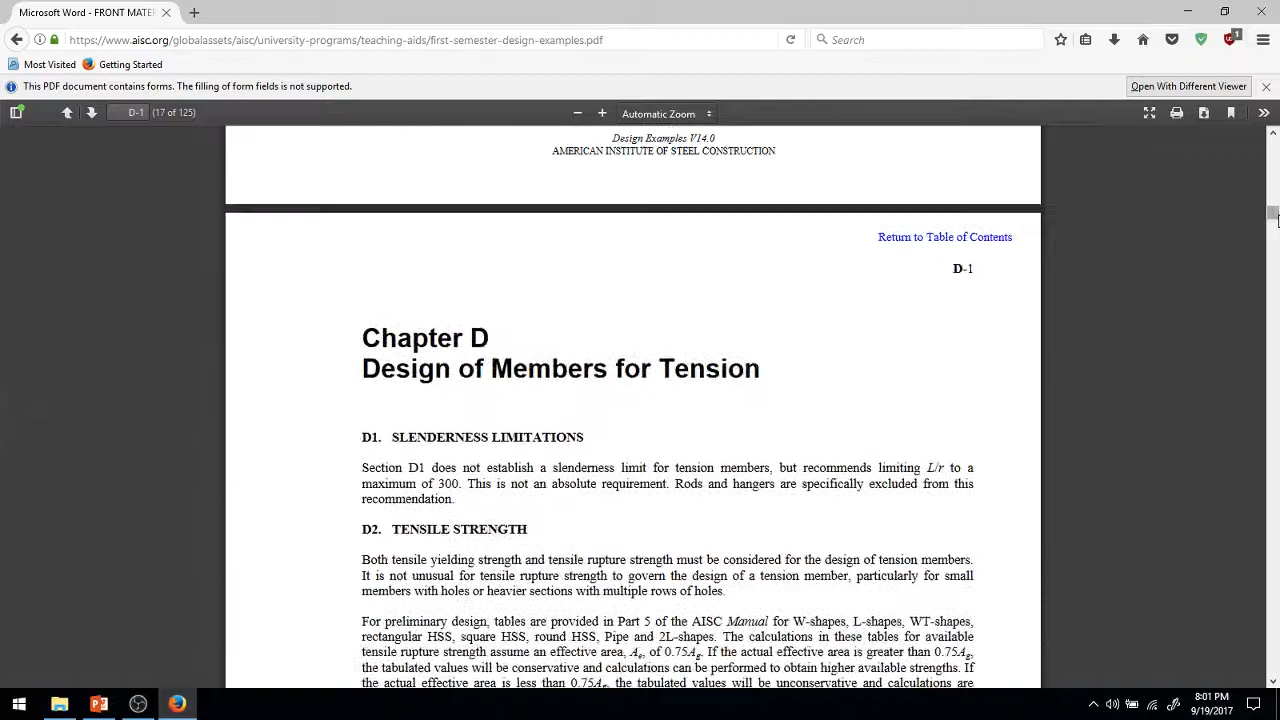 Microsoft Word - FRONT MATER
https://www.aisc.org/globalassets/aisc/university-programs/teaching-aids/first-semester-design-examples.pdf
Search
1
Most Visited
Getting Started
This PDF document contains forms. The filling of form fields is not supported.
Open With Different Viewer
D-1
(17 of 125)
Automatic Zoom
Design Examples V14.0
AMERICAN INSTITUTE OF STEEL CONSTRUCTION
Return to Table of Contents
D-1
Chapter D
Design of Members for Tension
D1. SLENDERNESS LIMITATIONS
Section D1 does not establish a slenderness limit for tension members, but recommends limiting L/r to a
maximum of 300. This is not an absolute requirement. Rods and hangers are specifically excluded from this
recommendation.
D2. TENSILE STRENGTH
Both tensile yielding strength and tensile rupture strength must be considered for the design of tension members.
It is not unusual for tensile rupture strength to govern the design of a tension member, particularly for small
members with holes or heavier sections with multiple rows of holes.
For preliminary design, tables are provided in Part 5 of the AISC Manual for W-shapes, L-shapes, WT-shapes,
rectangular HSS, square HSS, round HSS, Pipe and 2L-shapes. The calculations in these tables for available
tensile rupture strength assume an effective area, Ae, of 0.75Ag. If the actual effective area is greater than 0.75Ag,
the tabulated values will be conservative and calculations can be performed to obtain higher available strengths. If
the actual effective area is less than 0.75Ag, the tabulated values will be unconservative and calculations are
8:01 PM
9/19/2017